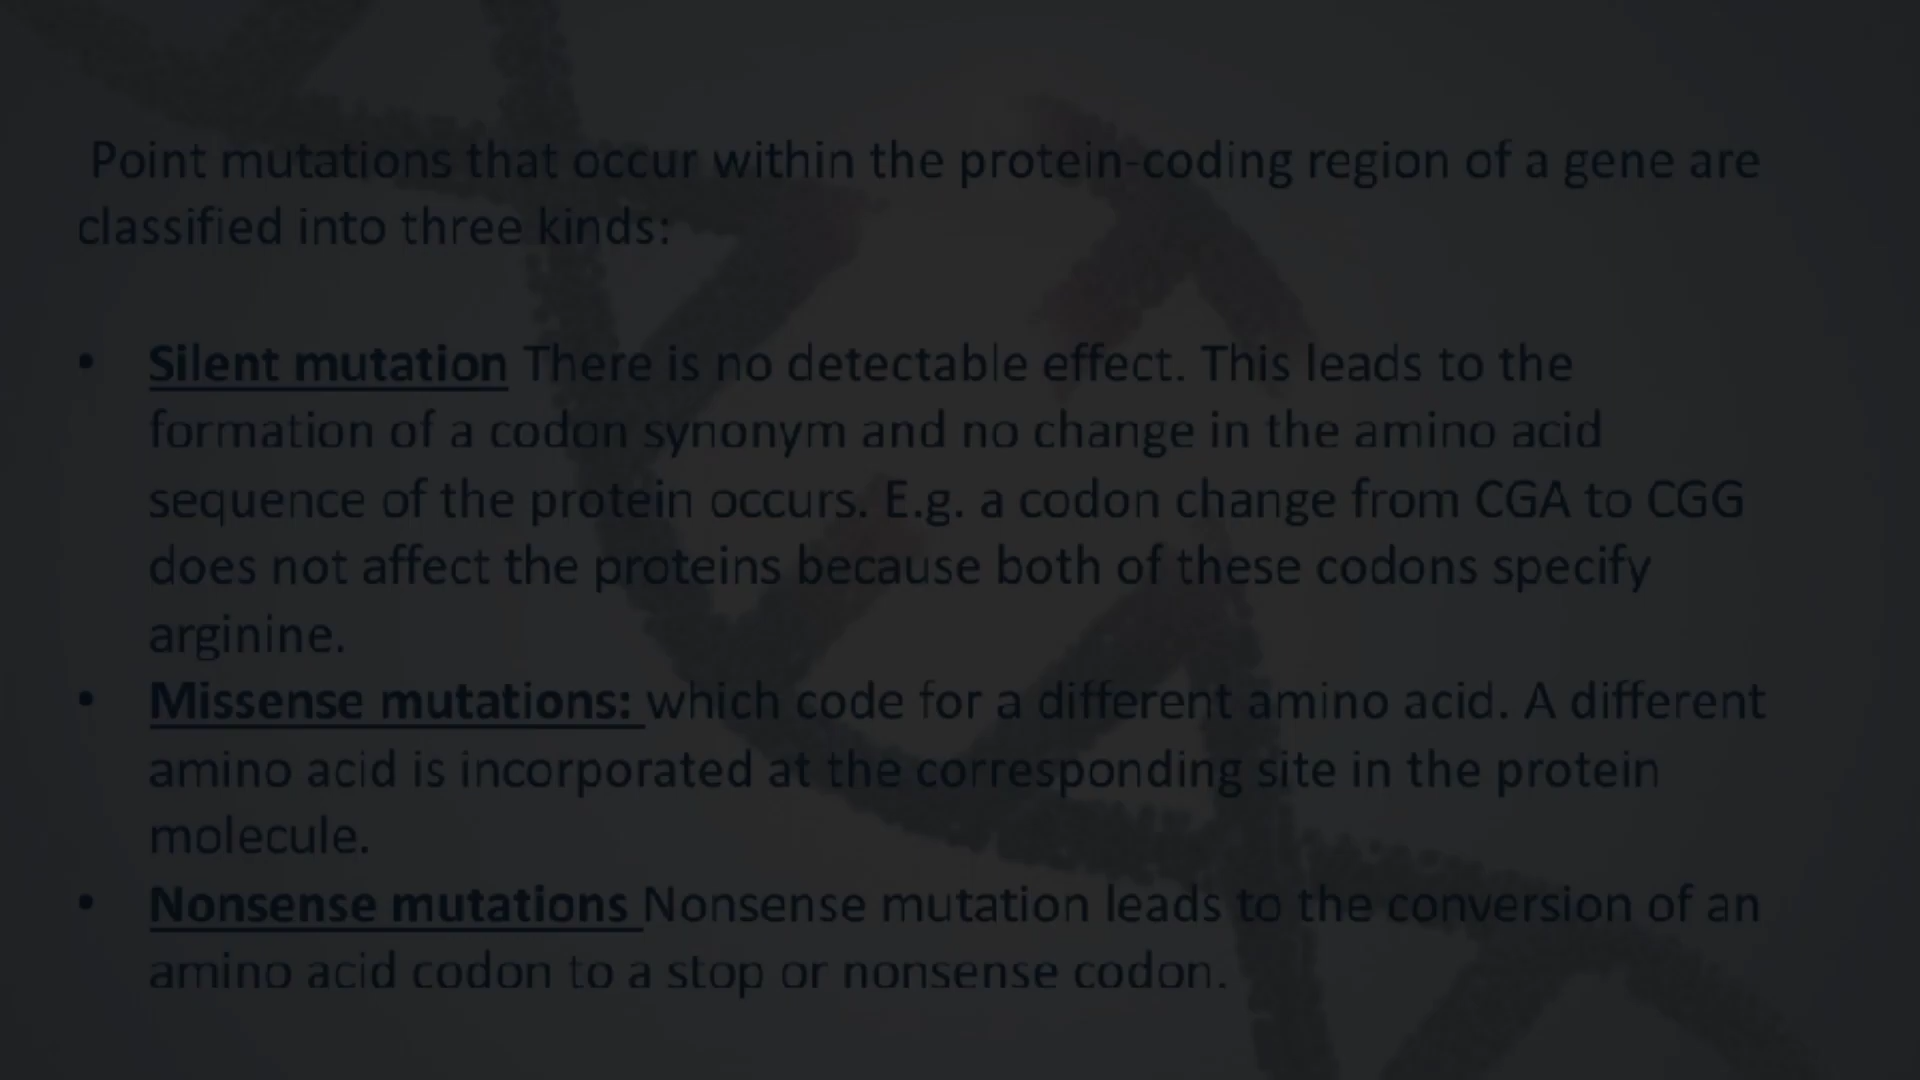 Point mutations that occur within the protein-coding region of a gene are
classified into three kinds:
• Silent mutation There is no detectable effect. This leads to the
formation of a codon synonym and no change in the amino acid
sequence of the protein occurs. E.g. a codon change from CGA to CGG
does not affect the proteins because both of these codons specify
arginine.
• Missense mutations: which code for a different amino acid. A different
amino acid is incorporated at the corresponding site in the protein
molecule.
• Nonsense mutations Nonsense mutation leads to the conversion of an
amino acid codon to a stop or nonsense codon.